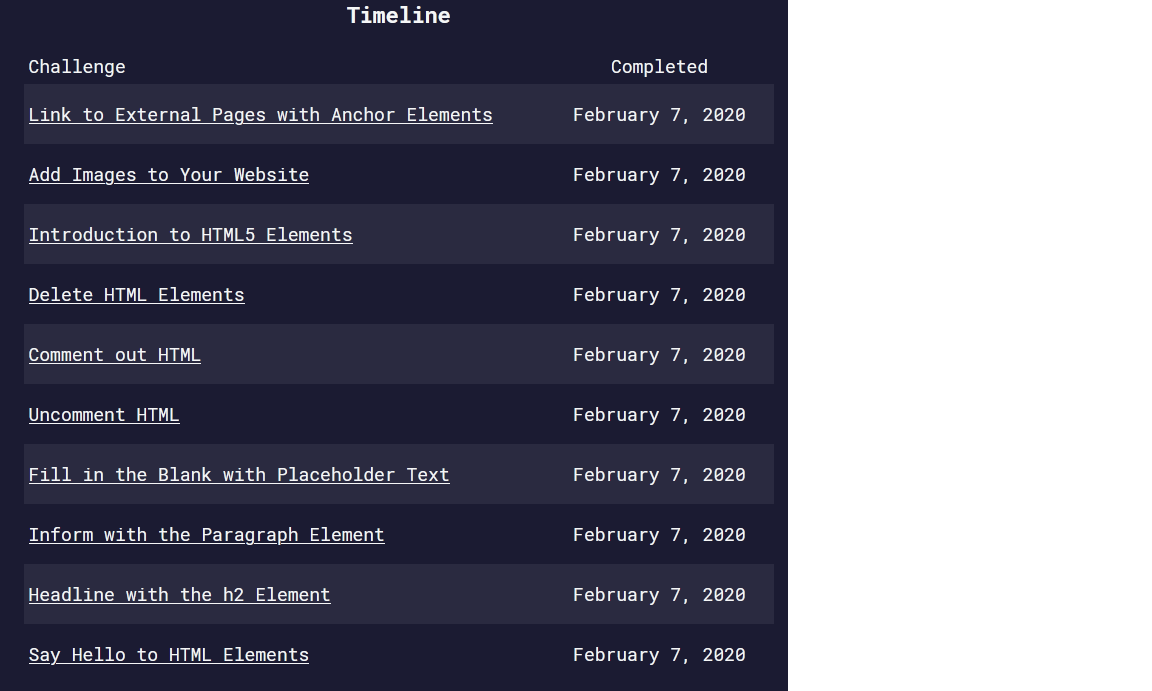 Timeline
Challenge Completed
Link to External Pages with Anchor Elements February 7, 2020
Add Images to Your Website February 7, 2020
Introduction to HTML5 Elements February 7, 2020
Delete HTML Elements February 7, 2020
Comment out HTML February 7, 2020
Uncomment HTML February 7, 2020
Fill in the Blank with Placeholder Text February 7, 2020
Inform with the Paragraph Element February 7, 2020
Headline with the h2 Element February 7, 2020
Say Hello to HTML Elements February 7, 2020